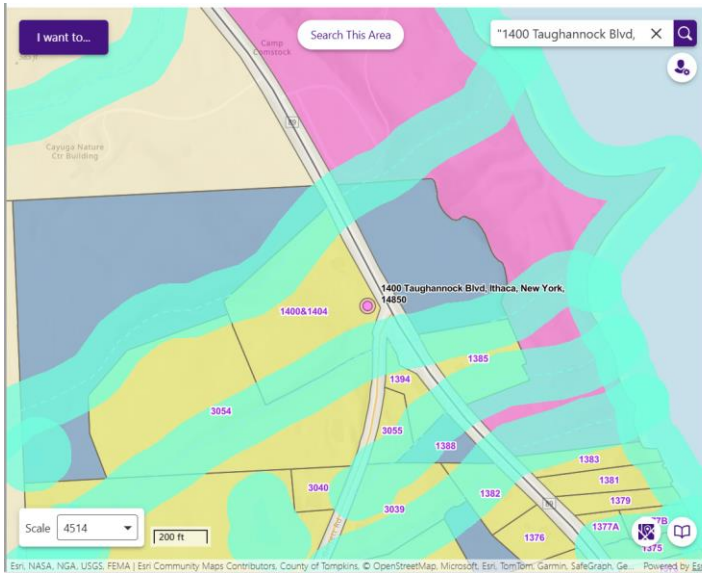 I want to...
Search This Area
"1400 Taughannock Blvd,
Camp
Comstock
89
Cayuga Nature
Ctr Building
1400 Taughannock Blvd, Ithaca, New York,
14850
1400&1404
1385
1394
3054
3055
1388
1383
3040
1382
1381
3039
1379
89
1377A
1376
1375
Scale 4514
200 ft
Esri, NASA, NGA, USGS, FEMA | Esri Community Maps Contributors, County of Tompkins, © OpenStreetMap, Microsoft, Esri, TomTom, Garmin, SafeGraph, Ge... Powered by Es